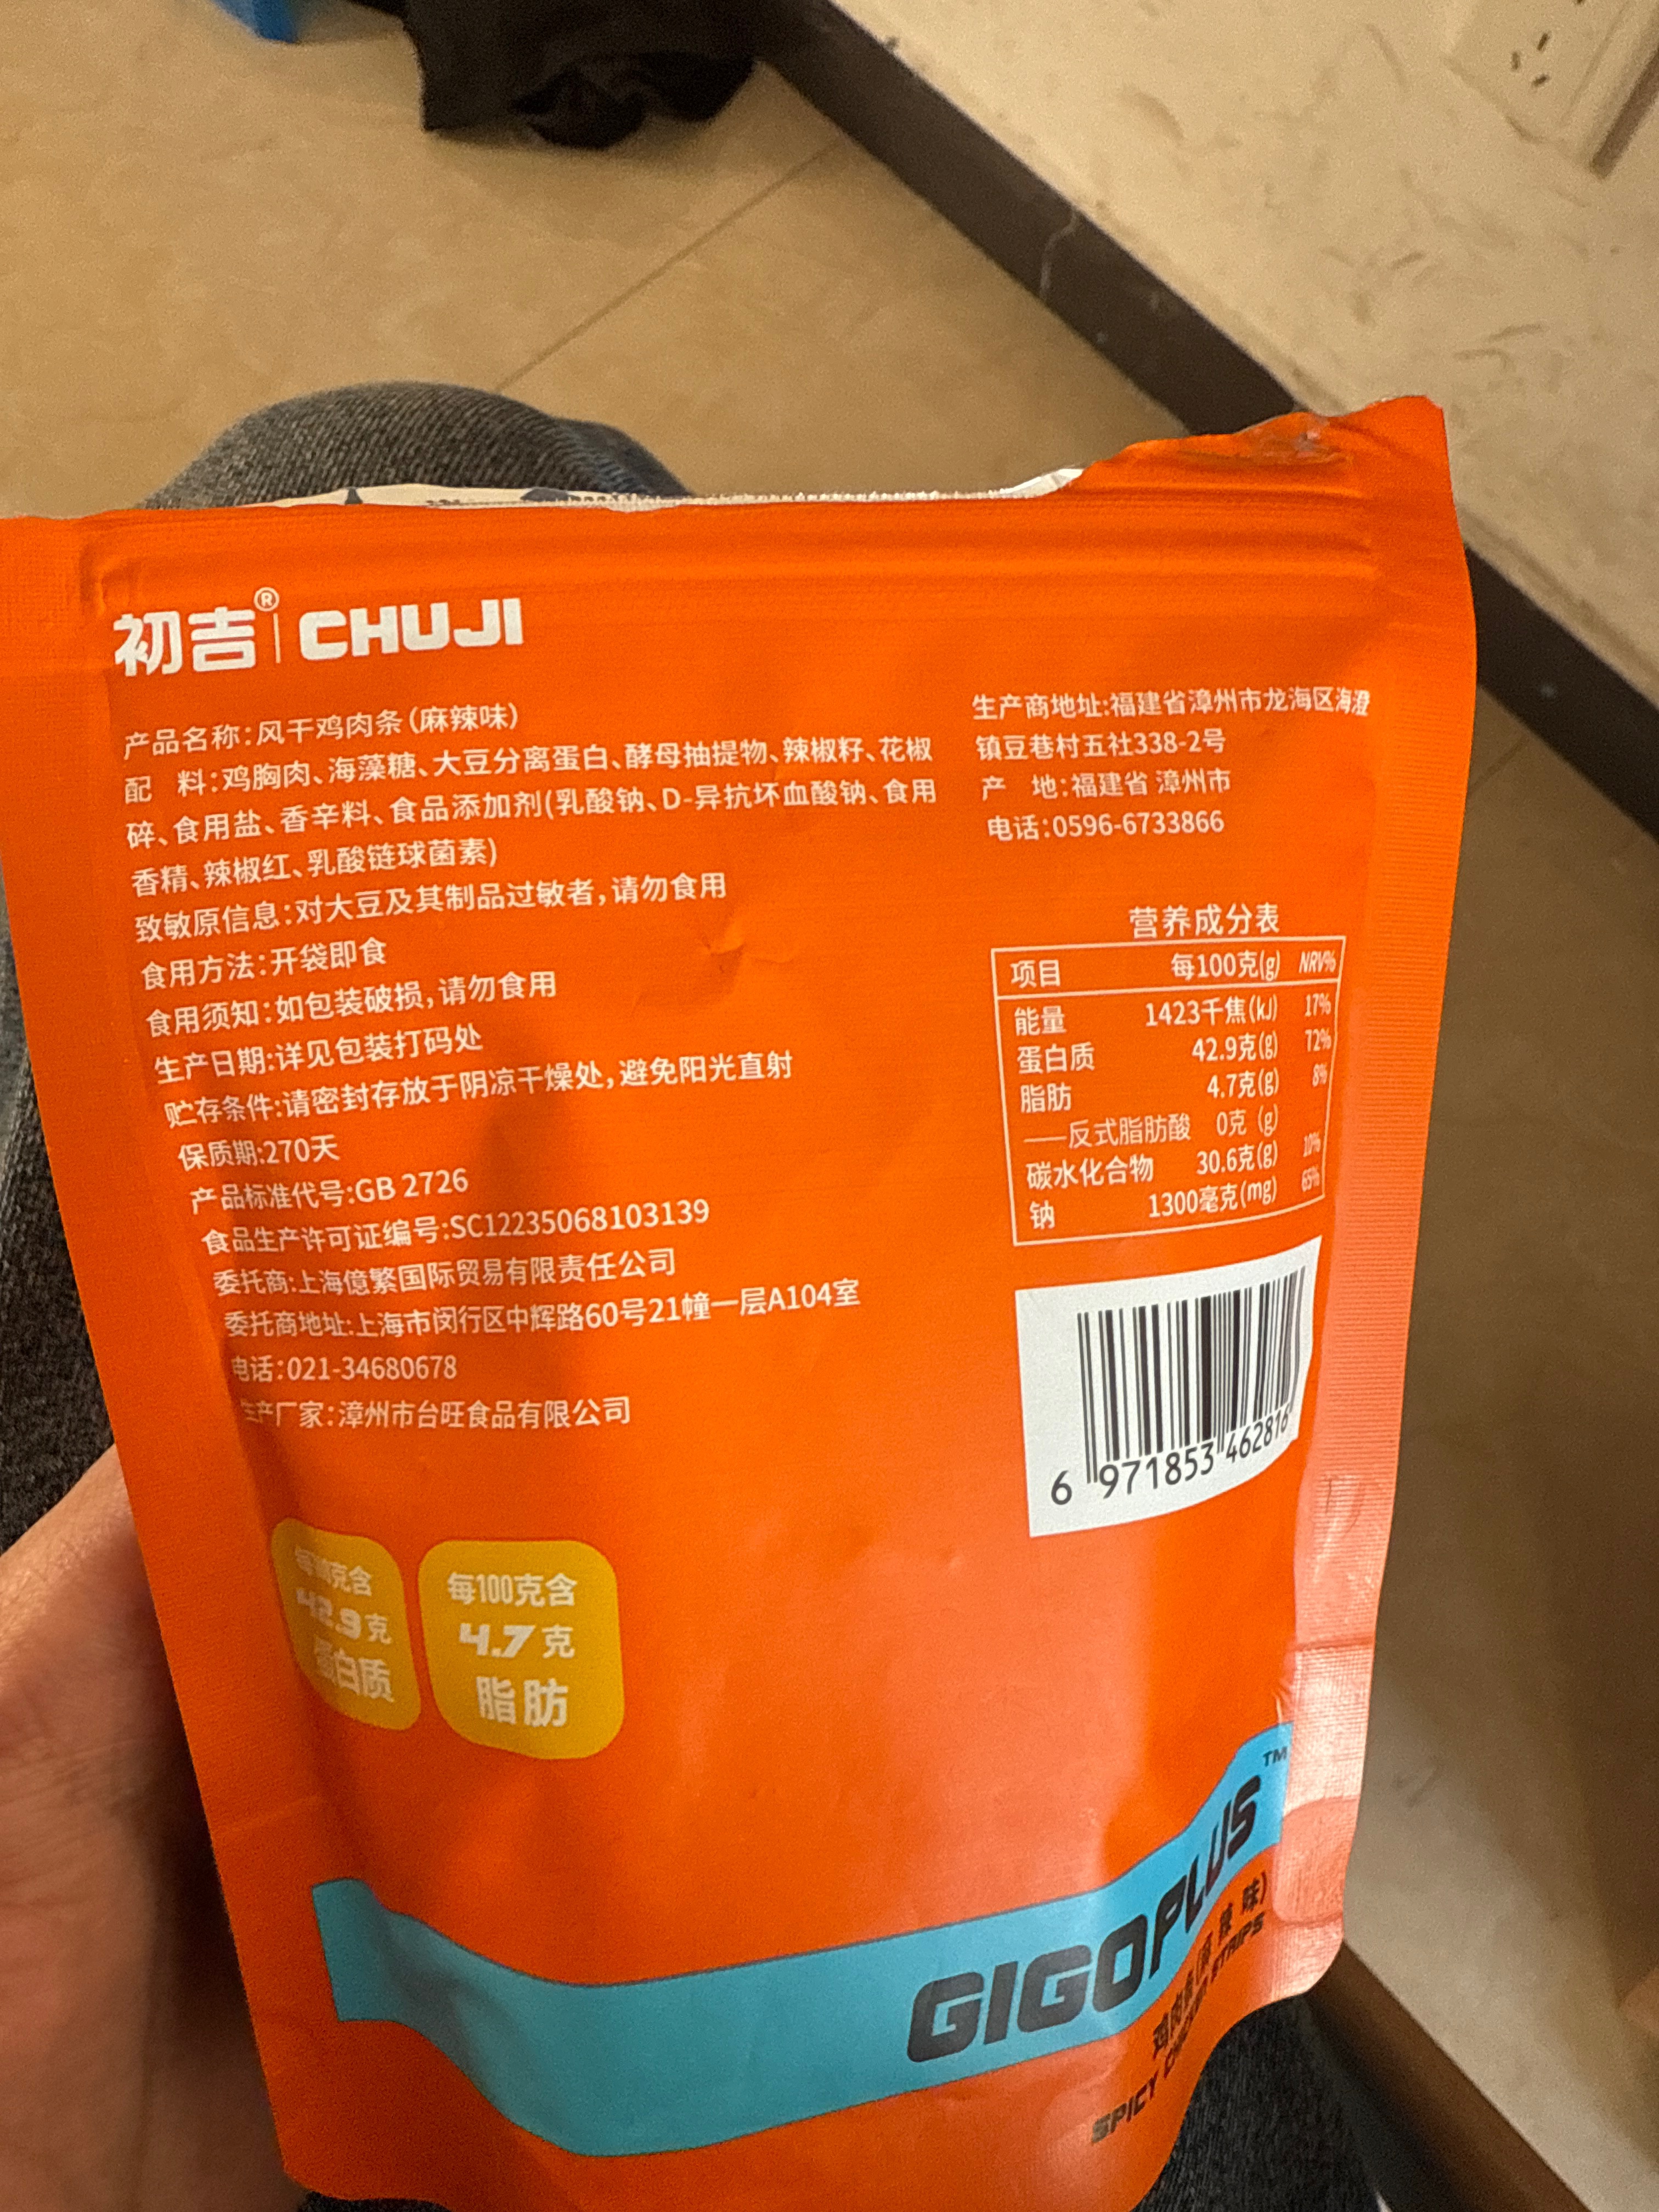 初吉® CHUJI
产品名称:风干鸡肉条(麻辣味)
配 料:鸡胸肉、海藻糖、大豆分离蛋白、酵母抽提物、辣椒籽、花椒
碎、食用盐、香辛料、食品添加剂(乳酸钠、D-异抗坏血酸钠、食用
香精、辣椒红、乳酸链球菌素)
致敏原信息:对大豆及其制品过敏者,请勿食用
食用方法:开袋即食
食用须知:如包装破损,请勿食用
生产日期:详见包装打码处
贮存条件:请密封存放于阴凉干燥处,避免阳光直射
保质期:270天
产品标准代号:GB 2726
食品生产许可证编号:SC12235068103139
委托商:上海億繁国际贸易有限责任公司
委托商地址:上海市闵行区中辉路60号21幢一层A104室
电话:021-34680678
生产厂家:漳州市台旺食品有限公司
生产商地址:福建省漳州市龙海区海澄
镇豆巷村五社338-2号
产 地:福建省 漳州市
电话:0596-6733866
营养成分表
项目 每100克(g) NRV%
能量 1423千焦(kJ) 17%
蛋白质 42.9克(g) 72%
脂肪 4.7克(g) 8%
——反式脂肪酸 0克 (g)
碳水化合物 30.6克(g) 10%
钠 1300毫克(mg) 65%
6 971853 462816
每100克含
42.9克
蛋白质
每100克含
4.7克
脂肪
GIGOPLUS™
鸡肉条(麻辣味)
SPICY CHICKEN STRIPS